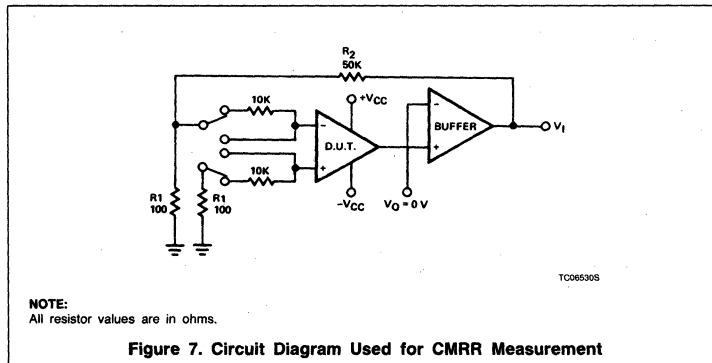 R2
50K
10K
+VCC
−
D.U.T.
+
−
BUFFER
+
VI
10K
R1
100
R1
100
−VCC
VO = 0 V
TC06530S
NOTE:
All resistor values are in ohms.
Figure 7. Circuit Diagram Used for CMRR Measurement